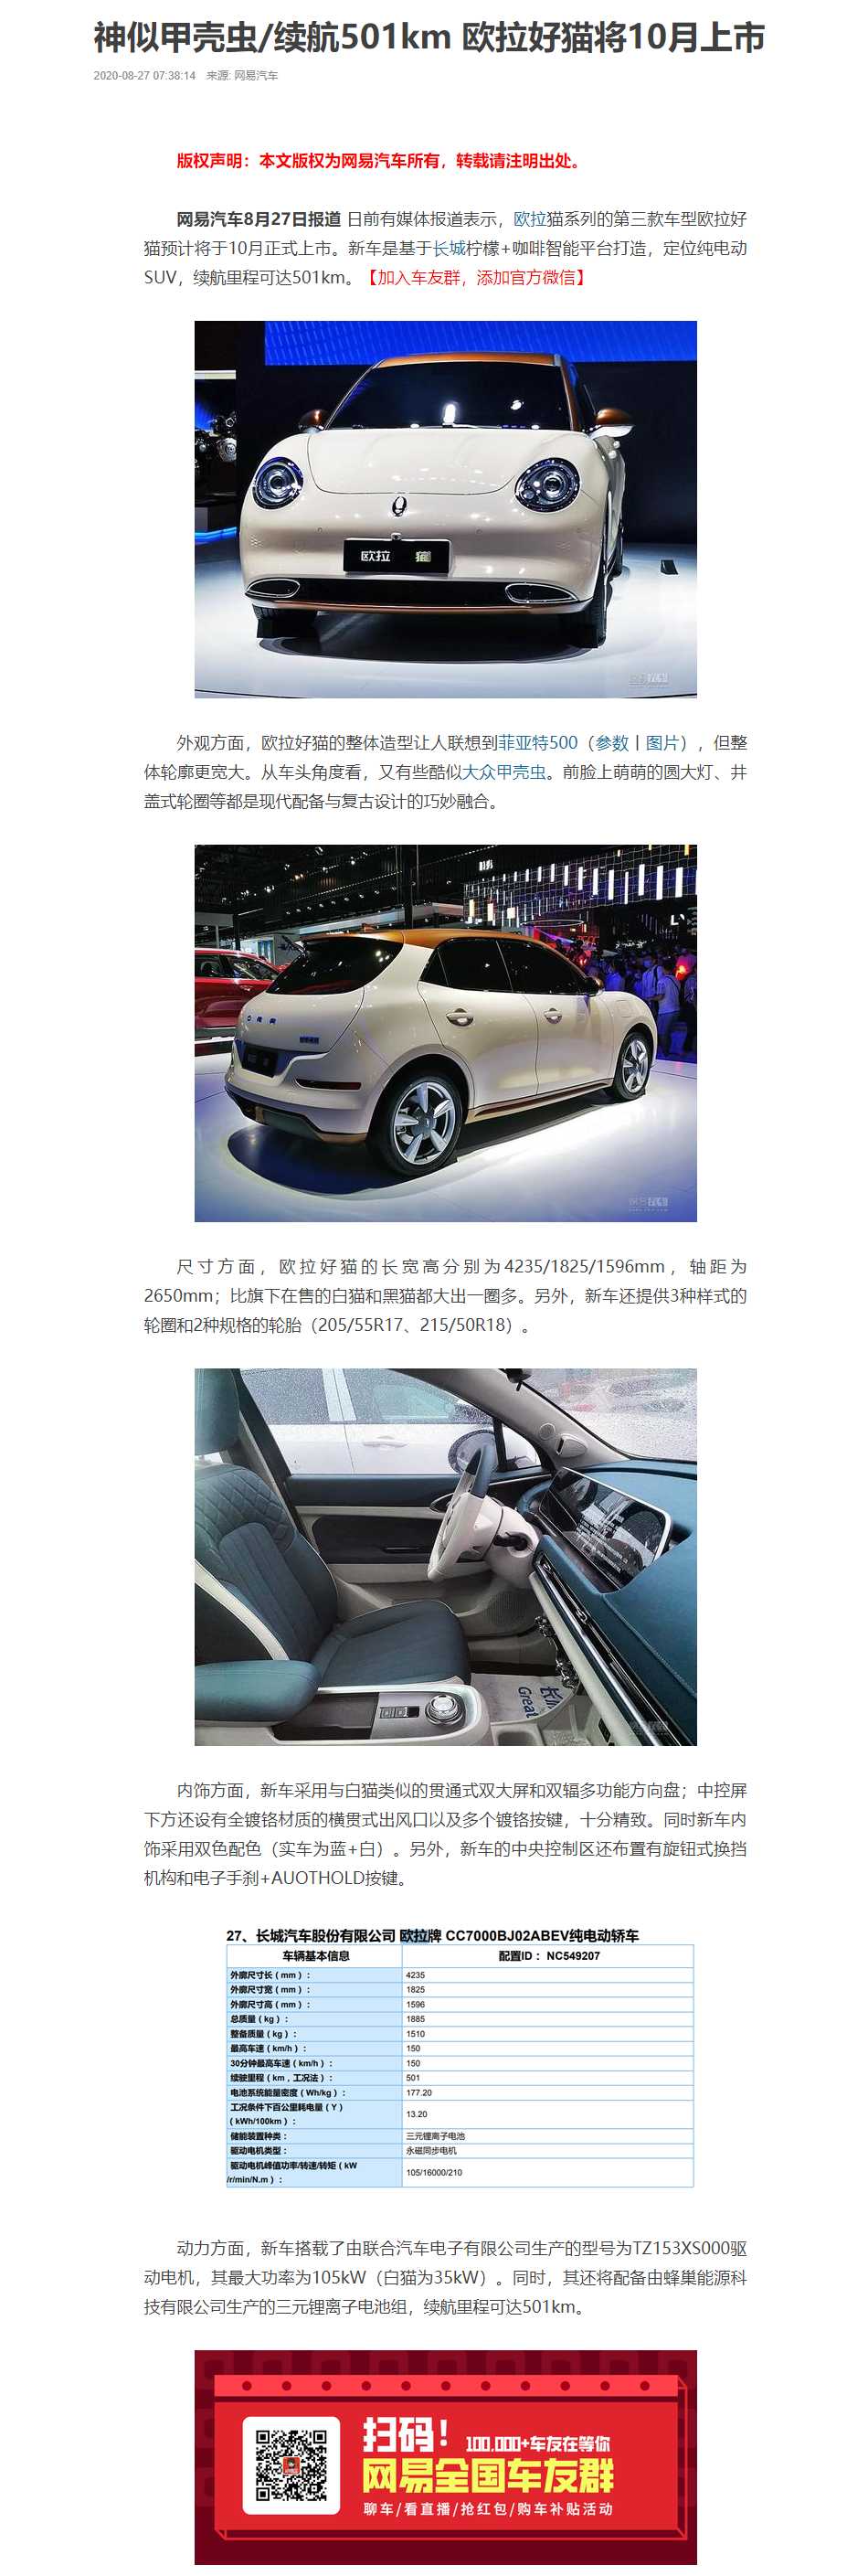 神似甲壳虫/续航501km 欧拉好猫将10月上市
2020-08-27 07:38:14 来源: 网易汽车
版权声明：本文版权为网易汽车所有，转载请注明出处。
网易汽车8月27日报道 日前有媒体报道表示，欧拉猫系列的第三款车型欧拉好
猫预计将于10月正式上市。新车是基于长城柠檬+咖啡智能平台打造，定位纯电动
SUV，续航里程可达501km。【加入车友群，添加官方微信】
欧拉 猫
外观方面，欧拉好猫的整体造型让人联想到菲亚特500（参数丨图片），但整
体轮廓更宽大。从车头角度看，又有些酷似大众甲壳虫。前脸上萌萌的圆大灯、井
盖式轮圈等都是现代配备与复古设计的巧妙融合。
尺寸方面，欧拉好猫的长宽高分别为4235/1825/1596mm，轴距为
2650mm；比旗下在售的白猫和黑猫都大出一圈多。另外，新车还提供3种样式的
轮圈和2种规格的轮胎（205/55R17、215/50R18）。
长城
Great
内饰方面，新车采用与白猫类似的贯通式双大屏和双辐多功能方向盘；中控屏
下方还设有全镀铬材质的横贯式出风口以及多个镀铬按键，十分精致。同时新车内
饰采用双色配色（实车为蓝+白）。另外，新车的中央控制区还布置有旋钮式换挡
机构和电子手刹+AUOTHOLD按键。
27、长城汽车股份有限公司 欧拉牌 CC7000BJ02ABEV纯电动轿车
车辆基本信息 配置ID： NC549207
外廓尺寸长（mm）： 4235
外廓尺寸宽（mm）： 1825
外廓尺寸高（mm）： 1596
总质量（kg）： 1885
整备质量（kg）： 1510
最高车速（km/h）： 150
30分钟最高车速（km/h）： 150
续驶里程（km，工况法）： 501
电池系统能量密度（Wh/kg）： 177.20
工况条件下百公里耗电量（Y）
（kWh/100km）： 13.20
储能装置种类： 三元锂离子电池
驱动电机类型： 永磁同步电机
驱动电机峰值功率/转速/转矩（kW
/r/min/N.m）： 105/16000/210
动力方面，新车搭载了由联合汽车电子有限公司生产的型号为TZ153XS000驱
动电机，其最大功率为105kW（白猫为35kW）。同时，其还将配备由蜂巢能源科
技有限公司生产的三元锂离子电池组，续航里程可达501km。
扫码！ 100,000+车友在等你
网易全国车友群
聊车/看直播/抢红包/购车补贴活动